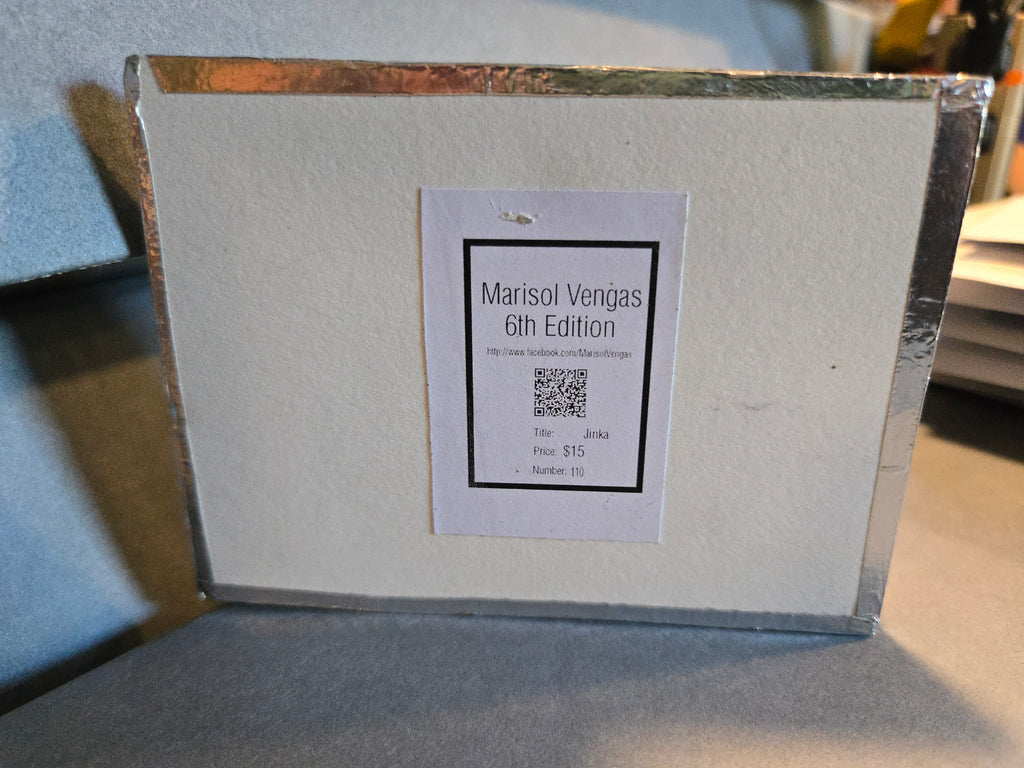 Marisol Vengas
6th Edition
http://www.facebook.com/MarisolVengas
Title: Jinka
Price: $15
Number: 110